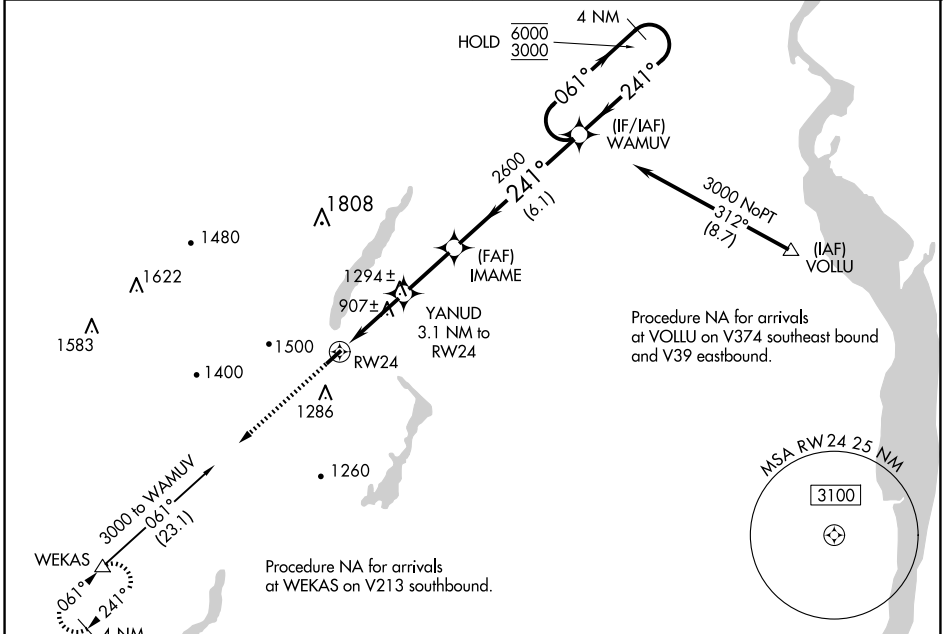 4 NM
HOLD
6000
3000
061°
241°
(IF/IAF)
WAMUV
2600
241°
(6.1)
3000 NoPT
312°
(8.7)
(IAF)
VOLLU
1808
1480
1622
1583
(FAF)
IMAME
1294±
907±
YANUD
3.1 NM to
RW24
1500
RW24
1400
1286
1260
Procedure NA for arrivals
at VOLLU on V374 southeast bound
and V39 eastbound.
MSA RW24 25 NM
3100
3000 to WAMUV
061°
(23.1)
WEKAS
061°
241°
4 NM
Procedure NA for arrivals
at WEKAS on V213 southbound.